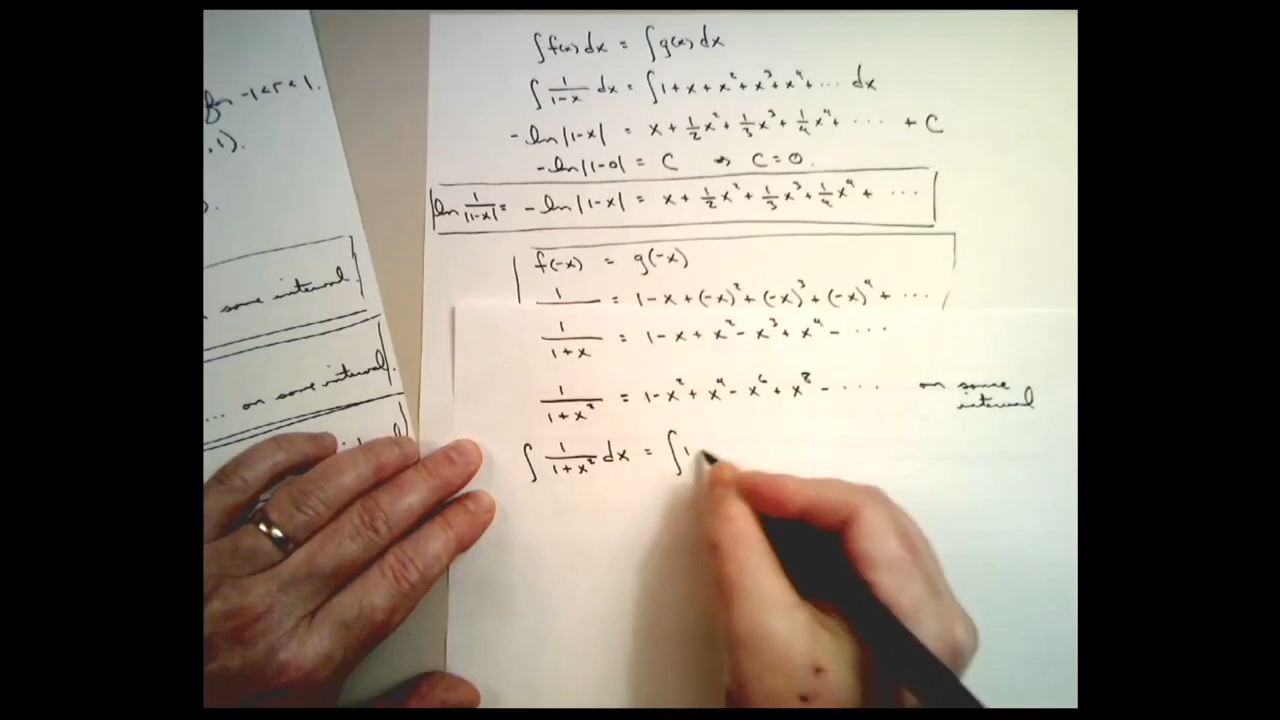 for -1<r<1.
,1).
).
n some interval.
... on some interval.
∫f(x)dx = ∫g(x)dx
∫ 1/(1-x) dx = ∫1+x+x²+x³+x⁴+... dx
-ln|1-x| = x + 1/2x² + 1/3x³ + 1/4x⁴ + ... + C
-ln|1-0| = C ⇒ C=0.
ln 1/|1-x| = -ln|1-x| = x + 1/2x² + 1/3x³ + 1/4x⁴ + ...
f(-x) = g(-x)
1/ = 1-x+(-x)²+(-x)³+(-x)⁴+...
1/(1+x) = 1-x+x²-x³+x⁴-...
1/(1+x²) = 1-x²+x⁴-x⁶+x⁸-.... on some interval
∫ 1/(1+x²) dx = ∫1